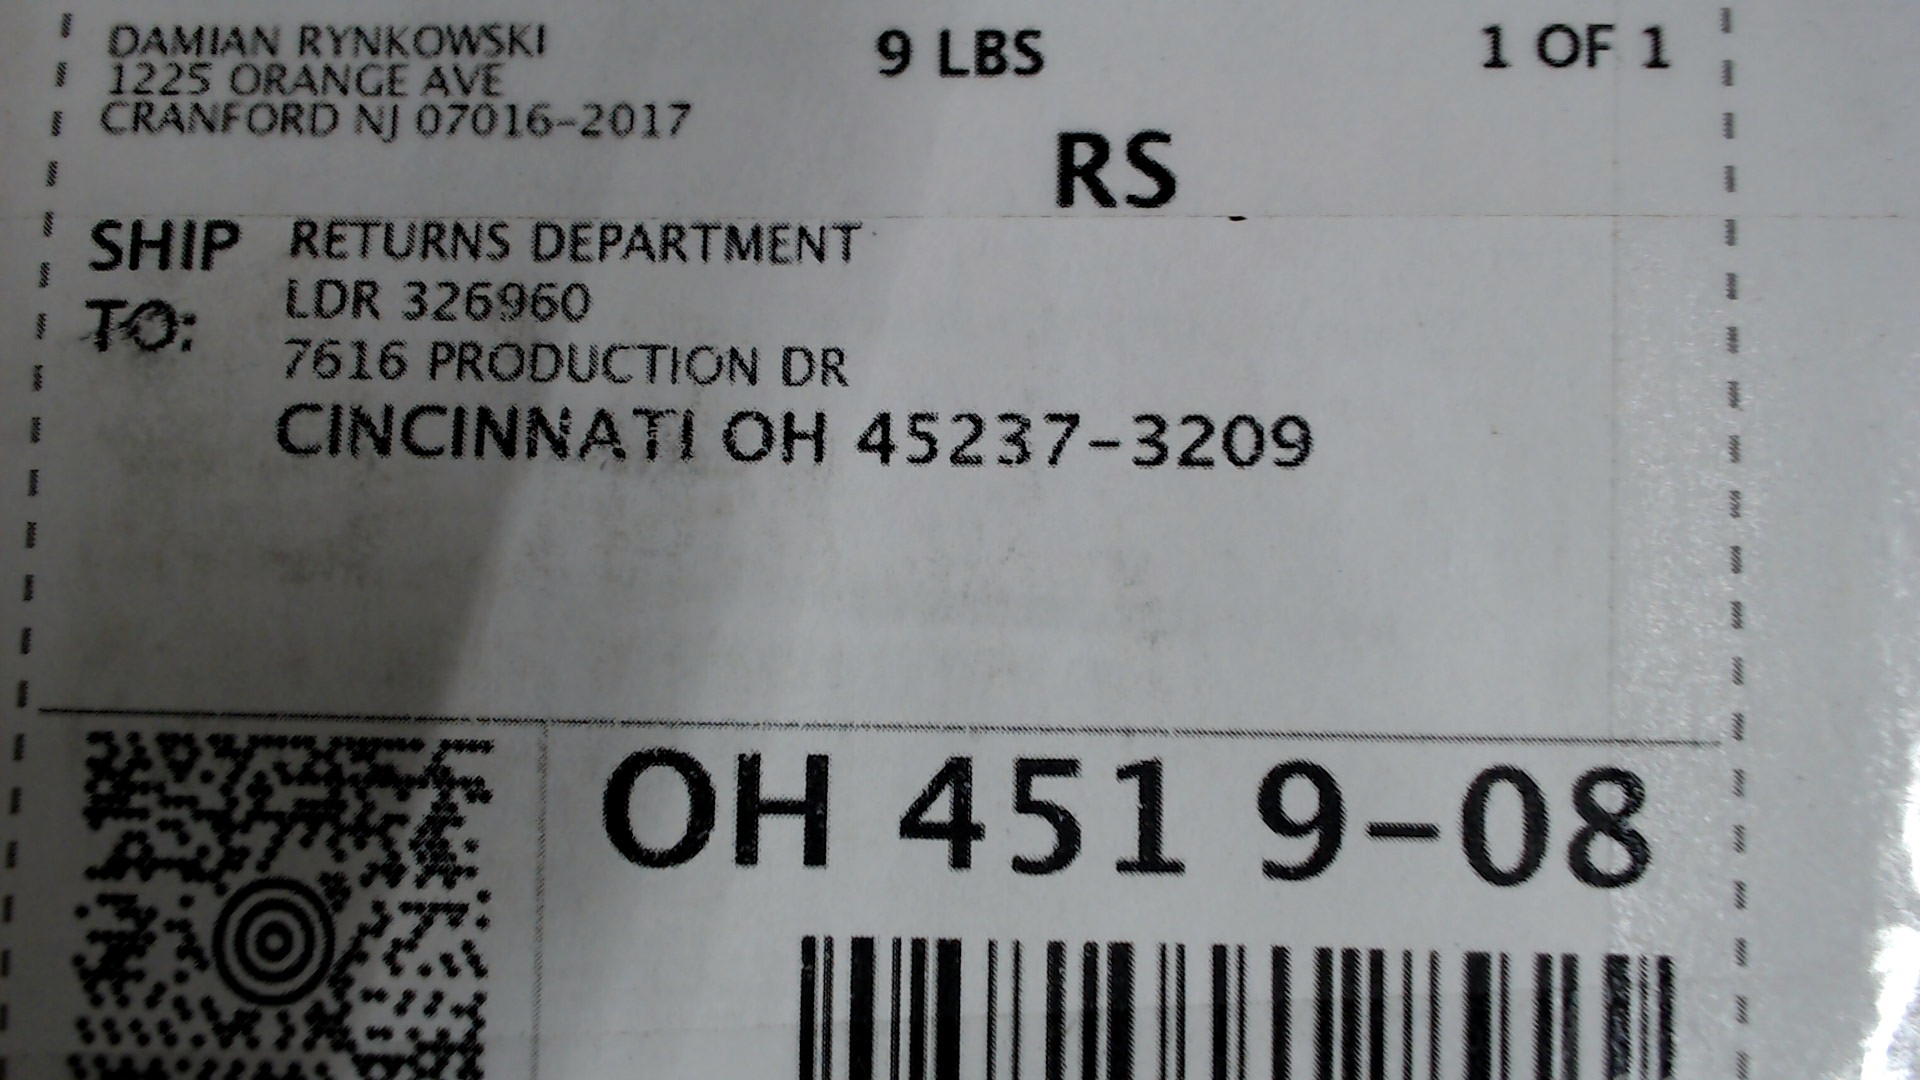 DAMIAN RYNKOWSKI
1225 ORANGE AVE
CRANFORD NJ 07016-2017
9 LBS
1 OF 1
RS
SHIP TO:
RETURNS DEPARTMENT
LDR 326960
7616 PRODUCTION DR
CINCINNATI OH 45237-3209
OH 451 9-08